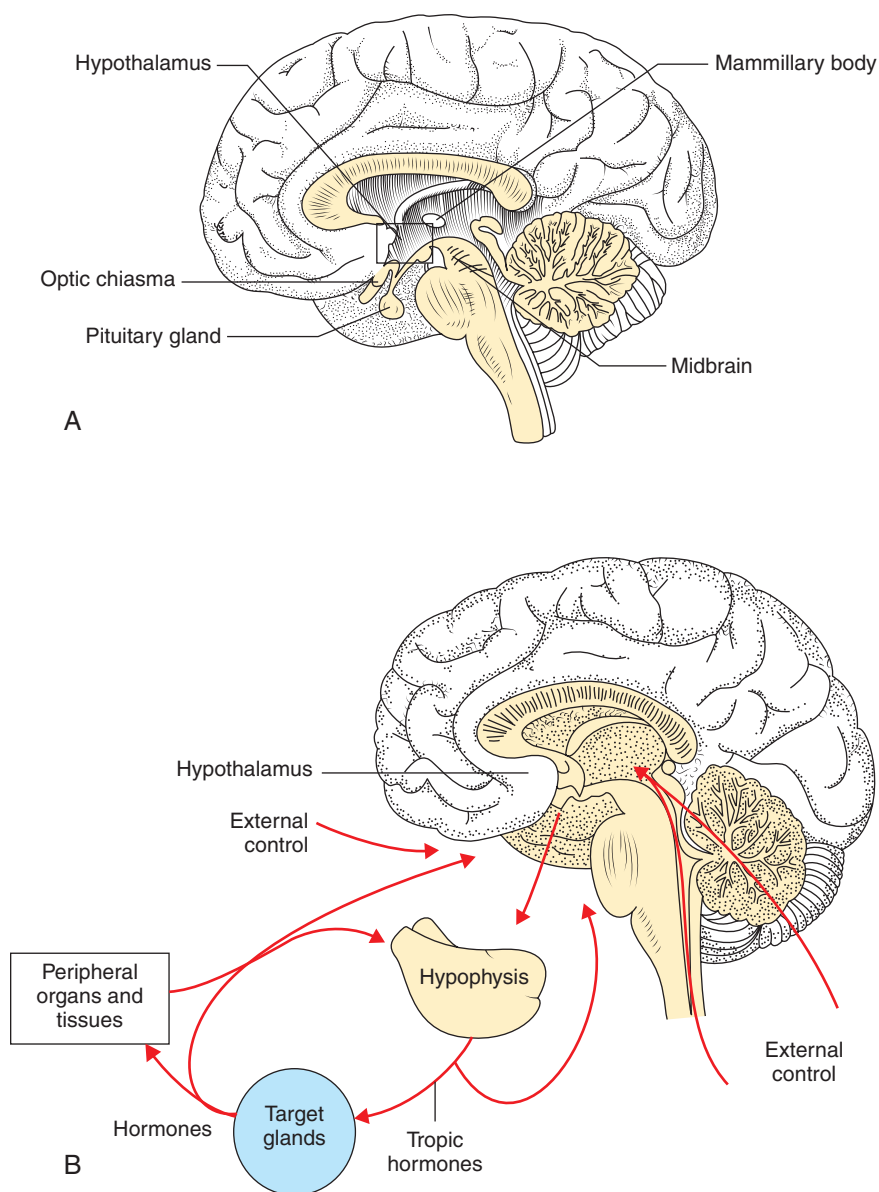 Hypothalamus
Mammillary body
Optic chiasma
Pituitary gland
Midbrain
A
Hypothalamus
External
control
Peripheral
organs and
tissues
Hypophysis
External
control
Target
glands
Hormones
Tropic
hormones
B